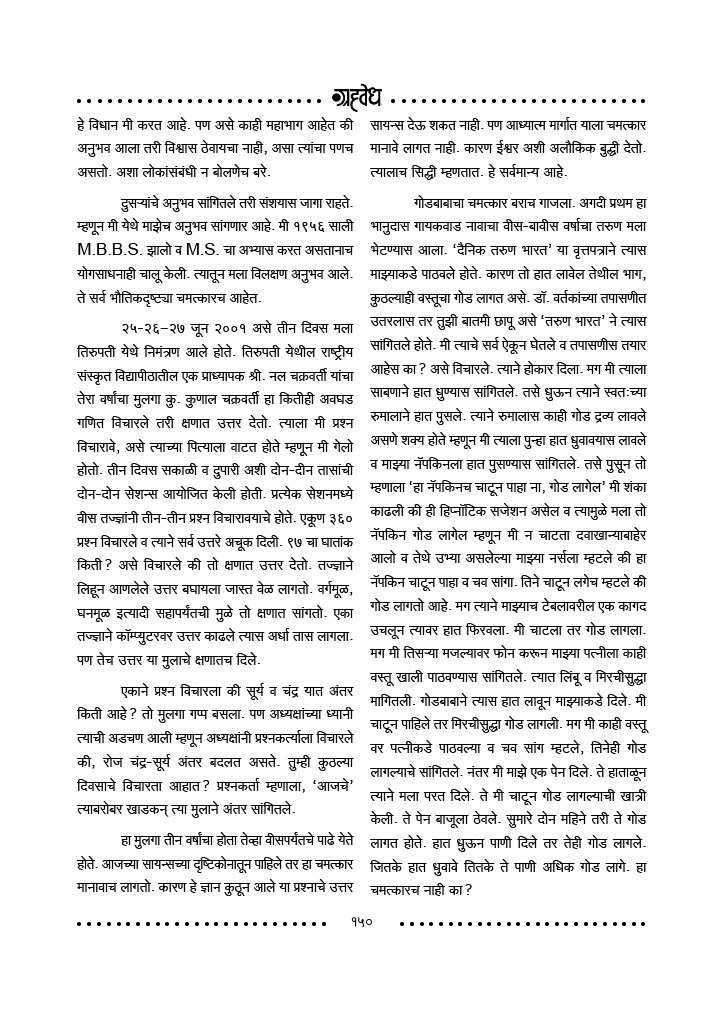 ग्रहवेध
हे विधान मी करत आहे. पण असे काही महाभाग आहेत की
अनुभव आला तरी विश्वास ठेवायचा नाही, असा त्यांचा पणच
असतो. अशा लोकांसंबंधी न बोलणेच बरे.
दुसऱ्यांचे अनुभव सांगितले तरी संशयास जागा राहते.
म्हणून मी येथे माझेच अनुभव सांगणार आहे. मी १९५६ साली
M.B.B.S. झालो व M.S. चा अभ्यास करत असतानाच
योगसाधनाही चालू केली. त्यातून मला विलक्षण अनुभव आले.
ते सर्व भौतिकदृष्ट्या चमत्कारच आहेत.
२५-२६–२७ जून २००१ असे तीन दिवस मला
तिरुपती येथे निमंत्रण आले होते. तिरुपती येथील राष्ट्रीय
संस्कृत विद्यापीठातील एक प्राध्यापक श्री. नल चक्रवर्ती यांचा
तेरा वर्षांचा मुलगा कु. कुणाल चक्रवर्ती हा कितीही अवघड
गणित विचारले तरी क्षणात उत्तर देतो. त्याला मी प्रश्न
विचारावे, असे त्याच्या पित्याला वाटत होते म्हणून मी गेलो
होतो. तीन दिवस सकाळी व दुपारी अशी दोन-दीन तासांची
दोन-दोन सेशन्स आयोजित केली होती. प्रत्येक सेशनमध्ये
वीस तज्ज्ञांनी तीन-तीन प्रश्न विचारावयाचे होते. एकूण ३६०
प्रश्न विचारले व त्याने सर्व उत्तरे अचूक दिली. ९७ चा घातांक
किती? असे विचारले की तो क्षणात उत्तर देतो. तज्ज्ञाने
लिहून आणलेले उत्तर बघायला जास्त वेळ लागतो. वर्गमूळ,
घनमूळ इत्यादी सहापर्यंतची मुळे तो क्षणात सांगतो. एका
तज्ज्ञाने कॉम्प्युटरवर उत्तर काढले त्यास अर्धा तास लागला.
पण तेच उत्तर या मुलाचे क्षणातच दिले.
एकाने प्रश्न विचारला की सूर्य व चंद्र यात अंतर
किती आहे? तो मुलगा गप्प बसला. पण अध्यक्षांच्या ध्यानी
त्याची अडचण आली म्हणून अध्यक्षांनी प्रश्नकर्त्याला विचारले
की, रोज चंद्र-सूर्य अंतर बदलत असते. तुम्ही कुठल्या
दिवसाचे विचारता आहात? प्रश्नकर्ता म्हणाला, ‘आजचे’
त्याबरोबर खाडकन् त्या मुलाने अंतर सांगितले.
हा मुलगा तीन वर्षांचा होता तेव्हा वीसपर्यंतचे पाढे येते
होते. आजच्या सायन्सच्या दृष्टिकोनातून पाहिले तर हा चमत्कार
मानावाच लागतो. कारण हे ज्ञान कुठून आले या प्रश्नाचे उत्तर
सायन्स देऊ शकत नाही. पण आध्यात्म मार्गात याला चमत्कार
मानावे लागत नाही. कारण ईश्वर अशी अलौकिक बुद्धी देतो.
त्यालाच सिद्धी म्हणतात. हे सर्वमान्य आहे.
गोडबाबाचा चमत्कार बराच गाजला. अगदी प्रथम हा
भानुदास गायकवाड नावाचा वीस-बावीस वर्षाचा तरुण मला
भेटण्यास आला. ‘दैनिक तरुण भारत’ या वृत्तपत्राने त्यास
माझ्याकडे पाठवले होते. कारण तो हात लावेल तेथील भाग,
कुठल्याही वस्तूचा गोड लागत असे. डॉ. वर्तकांच्या तपासणीत
उतरलास तर तुझी बातमी छापू असे ‘तरुण भारत’ ने त्यास
सांगितले होते. मी त्याचे सर्व ऐकून घेतले व तपासणीस तयार
आहेस का? असे विचारले. त्याने होकार दिला. मग मी त्याला
साबणाने हात धुण्यास सांगितले. तसे धुऊन त्याने स्वतःच्या
रुमालाने हात पुसले. त्याने रुमालास काही गोड द्रव्य लावले
असणे शक्य होते म्हणून मी त्याला पुन्हा हात धुवावयास लावले
व माझ्या नॅपकिनला हात पुसण्यास सांगितले. तसे पुसून तो
म्हणाला ‘हा नॅपकिनच चाटून पाहा ना, गोड लागेल’ मी शंका
काढली की ही हिप्नॉटिक सजेशन असेल व त्यामुळे मला तो
नॅपकिन गोड लागेल म्हणून मी न चाटता दवाखान्याबाहेर
आलो व तेथे उभ्या असलेल्या माझ्या नर्सला म्हटले की हा
नॅपकिन चाटून पाहा व चव सांगा. तिने चाटून लगेच म्हटले की
गोड लागतो आहे. मग त्याने माझ्याच टेबलावरील एक कागद
उचलून त्यावर हात फिरवला. मी चाटला तर गोड लागला.
मग मी तिसऱ्या मजल्यावर फोन करून माझ्या पत्नीला काही
वस्तू खाली पाठवण्यास सांगितले. त्यात लिंबू व मिरचीसुद्धा
मागितली. गोडबाबाने त्यास हात लावून माझ्याकडे दिले. मी
चाटून पाहिले तर मिरचीसुद्धा गोड लागली. मग मी काही वस्तू
वर पत्नीकडे पाठवल्या व चव सांग म्हटले, तिनेही गोड
लागल्याचे सांगितले. नंतर मी माझे एक पेन दिले. ते हाताळून
त्याने मला परत दिले. ते मी चाटून गोड लागल्याची खात्री
केली. ते पेन बाजूला ठेवले. सुमारे दोन महिने तरी ते गोड
लागत होते. हात धुऊन पाणी दिले तर तेही गोड लागले.
जितके हात धुवावे तितके ते पाणी अधिक गोड लागे. हा
चमत्कारच नाही का?
१५०